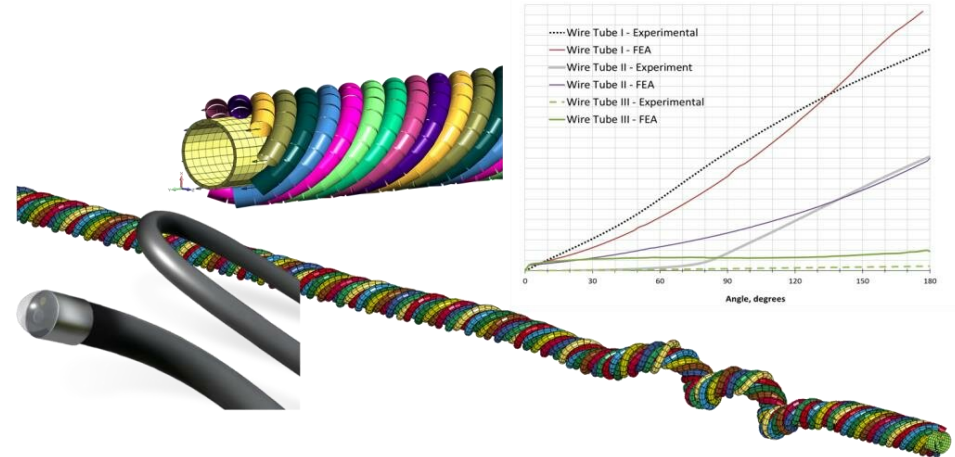 Wire Tube I - Experimental
Wire Tube I - FEA
Wire Tube II - Experiment
Wire Tube II - FEA
Wire Tube III - Experimental
Wire Tube III - FEA
0 30 60 90 120 150 180
Angle, degrees